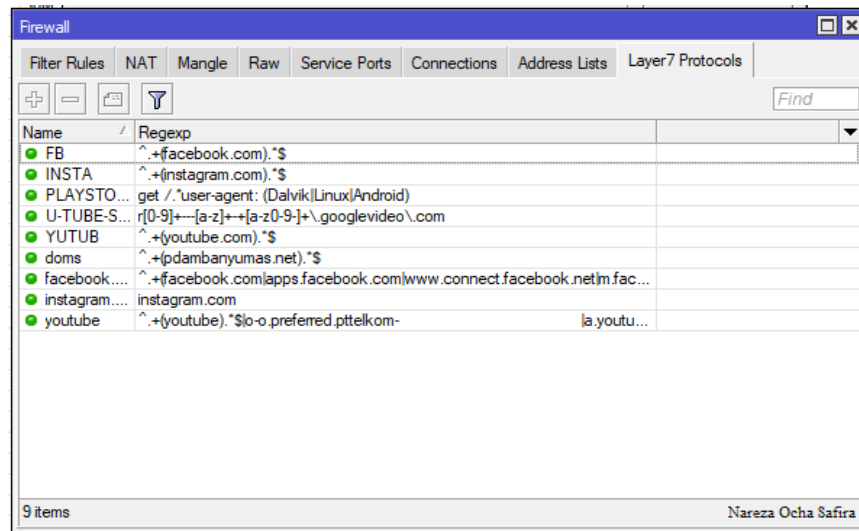 Firewall
Filter Rules NAT Mangle Raw Service Ports Connections Address Lists Layer7 Protocols
Find
Name Regexp
FB ^.+(facebook.com).*$
INSTA ^.+(instagram.com).*$
PLAYSTO... get /.*user-agent: (Dalvik|Linux|Android)
U-TUBE-S... r[0-9]+---[a-z]+-+[a-z0-9-]+\.googlevideo\.com
YUTUB ^.+(youtube.com).*$
doms ^.+(pdambanyumas.net).*$
facebook.... ^.+(facebook.com|apps.facebook.com|www.connect.facebook.net|m.fac...
instagram.... instagram.com
youtube ^.+(youtube).*$|o-o.preferred.pttelkom- |a.youtu...
9 items Nareza Ocha Safira